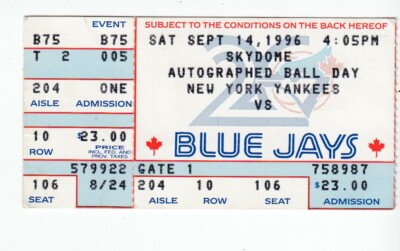 SUBJECT TO THE CONDITIONS ON THE BACK HEREOF
B75 B75
T 2 005
204 ONE
AISLE ADMISSION
10 $23.00
ROW PRICE
INCL. FED. AND
PROV. TAXES
579922
106 8/24
SEAT
SAT SEPT 14,1996 4:05PM
SKYDOME
AUTOGRAPHED BALL DAY
NEW YORK YANKEES
VS
BLUE JAYS
GATE 1 758987
204 10 106 $23.00
AISLE ROW SEAT ADMISSION